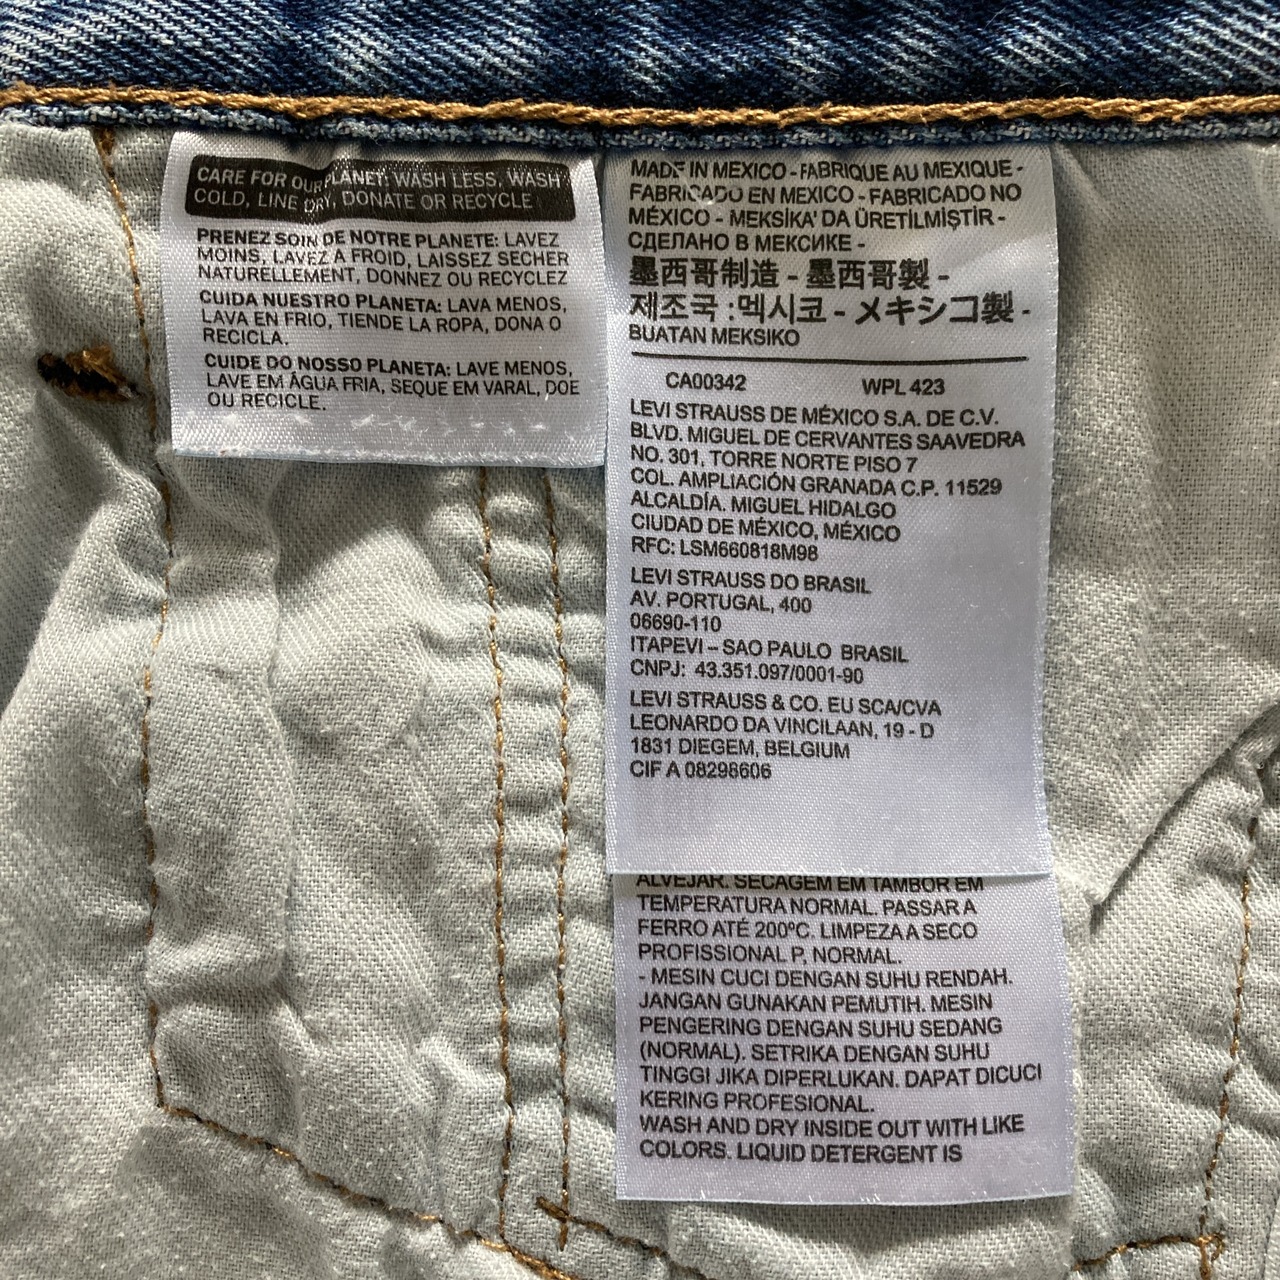 CARE FOR OUR PLANET: WASH LESS, WASH
COLD, LINE DRY, DONATE OR RECYCLE
PRENEZ SOIN DE NOTRE PLANETE: LAVEZ
MOINS, LAVEZ A FROID, LAISSEZ SECHER
NATURELLEMENT, DONNEZ OU RECYCLEZ
CUIDA NUESTRO PLANETA: LAVA MENOS,
LAVA EN FRIO, TIENDE LA ROPA, DONA O
RECICLA.
CUIDE DO NOSSO PLANETA: LAVE MENOS,
LAVE EM ÁGUA FRIA, SEQUE EM VARAL, DOE
OU RECICLE.
MADE IN MEXICO - FABRIQUE AU MEXIQUE -
FABRICADO EN MEXICO - FABRICADO NO
MÉXICO - MEKSİKA' DA ÜRETİLMİŞTİR -
СДЕЛАНО В МЕКСИКЕ -
墨西哥制造 - 墨西哥製 -
제조국 :멕시코 - メキシコ製 -
BUATAN MEKSIKO
CA00342 WPL 423
LEVI STRAUSS DE MÉXICO S.A. DE C.V.
BLVD. MIGUEL DE CERVANTES SAAVEDRA
NO. 301, TORRE NORTE PISO 7
COL. AMPLIACIÓN GRANADA C.P. 11529
ALCALDÍA. MIGUEL HIDALGO
CIUDAD DE MÉXICO, MÉXICO
RFC: LSM660818M98
LEVI STRAUSS DO BRASIL
AV. PORTUGAL, 400
06690-110
ITAPEVI – SAO PAULO BRASIL
CNPJ: 43.351.097/0001-90
LEVI STRAUSS & CO. EU SCA/CVA
LEONARDO DA VINCILAAN, 19 - D
1831 DIEGEM, BELGIUM
CIF A 08298606
ALVEJAR. SECAGEM EM TAMBOR EM
TEMPERATURA NORMAL. PASSAR A
FERRO ATÉ 200ºC. LIMPEZA A SECO
PROFISSIONAL P, NORMAL.
- MESIN CUCI DENGAN SUHU RENDAH.
JANGAN GUNAKAN PEMUTIH. MESIN
PENGERING DENGAN SUHU SEDANG
(NORMAL). SETRIKA DENGAN SUHU
TINGGI JIKA DIPERLUKAN. DAPAT DICUCI
KERING PROFESIONAL.
WASH AND DRY INSIDE OUT WITH LIKE
COLORS. LIQUID DETERGENT IS